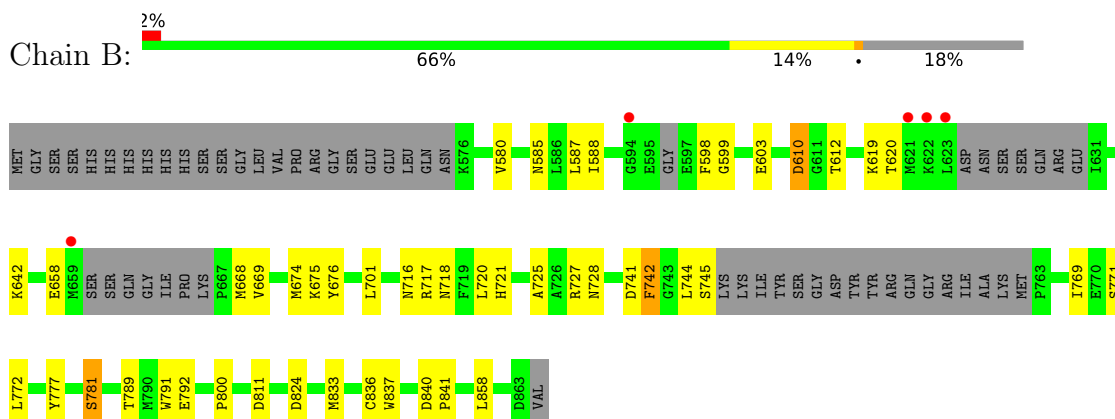 2%
Chain B:
66% 14% • 18%
MET GLY SER SER HIS HIS HIS HIS HIS HIS SER SER GLY LEU VAL PRO ARG GLY SER GLU GLU LEU GLN ASN K576 V580 N585 L586 L587 I588 G594 E595 GLY E597 F598 G599 E603 D610 G611 T612 K619 T620 M621 K622 L623 ASP ASN SER SER GLN ARG GLU I631
K642 E658 M659 SER SER GLN GLY ILE PRO LYS P667 M668 V669 M674 K675 Y676 L701 N716 R717 N718 F719 L720 H721 A725 A726 R727 N728 D741 F742 G743 L744 S745 LYS LYS ILE TYR SER GLY ASP TYR TYR ARG GLN GLY ARG ILE ALA LYS MET P763 I769 E770 S771
L772 Y777 S781 T789 M790 W791 E792 P800 D811 D824 M833 C836 W837 D840 P841 L858 D863 VAL